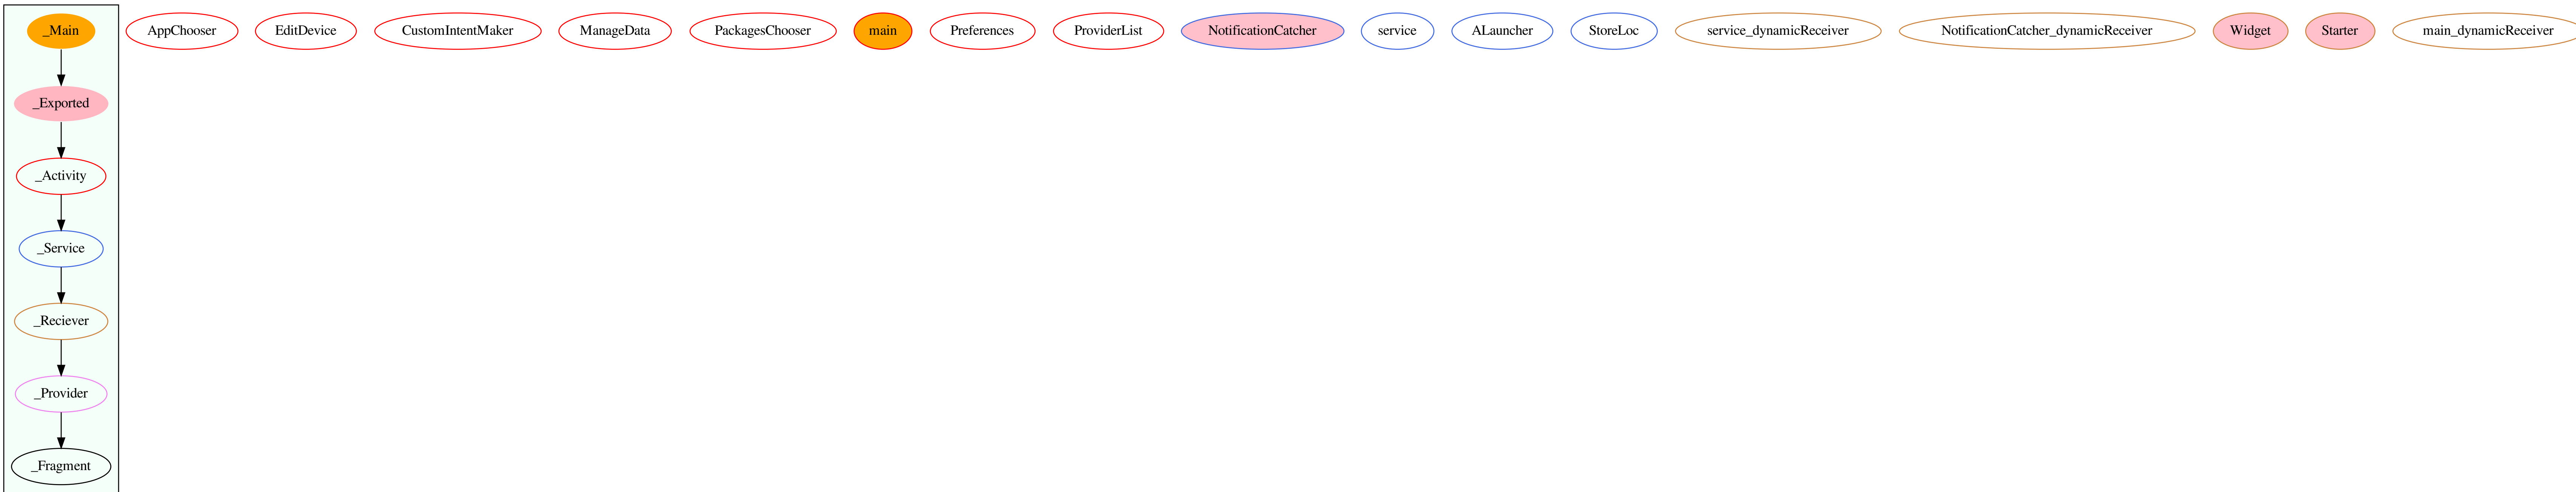 _Main
AppChooser
EditDevice
CustomIntentMaker
ManageData
PackagesChooser
main
Preferences
ProviderList
NotificationCatcher
service
ALauncher
StoreLoc
service_dynamicReceiver
NotificationCatcher_dynamicReceiver
Widget
Starter
main_dynamicReceiver
_Exported
_Activity
_Service
_Reciever
_Provider
_Fragment